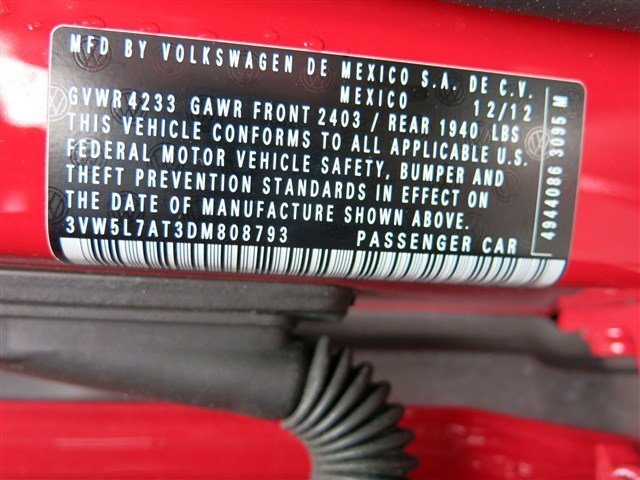 MFD BY VOLKSWAGEN DE MEXICO S.A. DE C.V.
MEXICO 12/12
GVWR 4233 GAWR FRONT 2403 / REAR 1940 LBS
THIS VEHICLE CONFORMS TO ALL APPLICABLE U.S.
FEDERAL MOTOR VEHICLE SAFETY, BUMPER AND
THEFT PREVENTION STANDARDS IN EFFECT ON
THE DATE OF MANUFACTURE SHOWN ABOVE.
3VW5L7AT3DM808793 PASSENGER CAR
4944086 3095 M